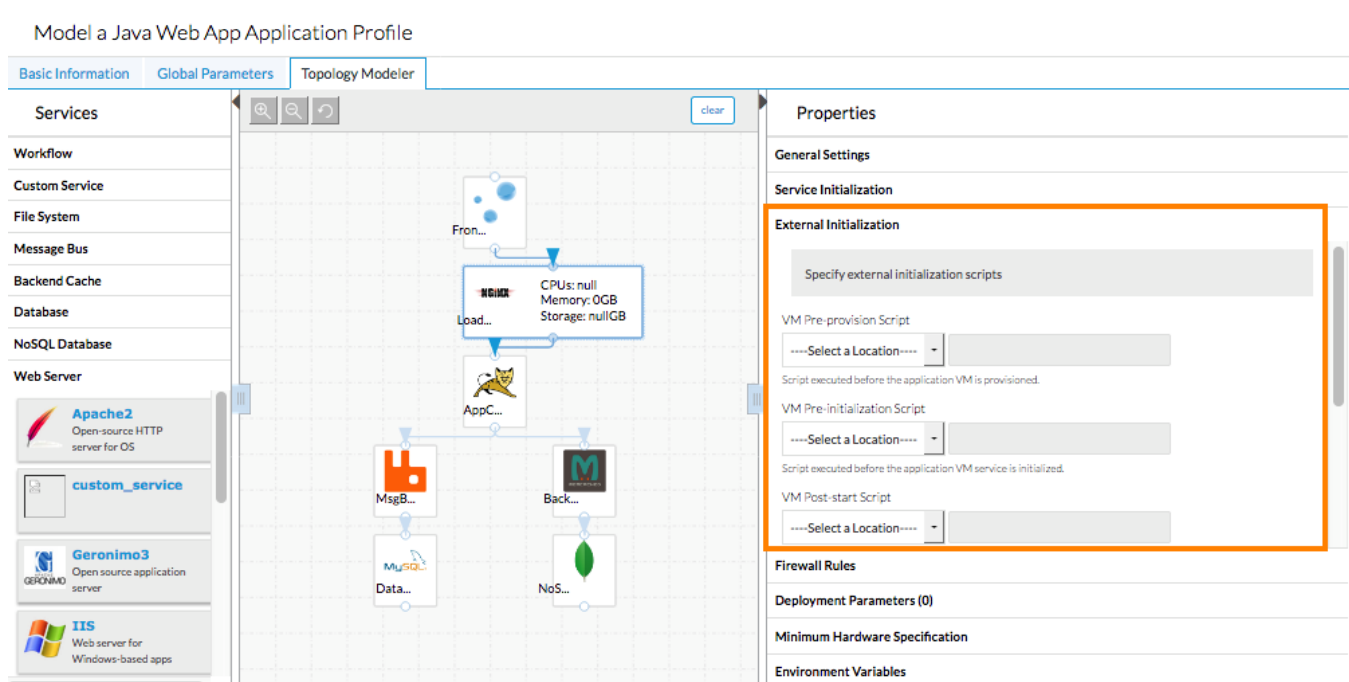 Model a Java Web App Application Profile
Basic Information
Global Parameters
Topology Modeler
Services
Workflow
Custom Service
File System
Message Bus
Backend Cache
Database
NoSQL Database
Web Server
Apache2
Open-source HTTP
server for OS
custom_service
GERONIMO
Geronimo3
Open source application
server
IIS
Web server for
Windows-based apps
clear
Fron...
NGINX
CPUs: null
Memory: 0GB
Storage: nullGB
Load...
AppC...
MsgB...
Back...
MySQL
Data...
NoS...
Properties
General Settings
Service Initialization
External Initialization
Specify external initialization scripts
VM Pre-provision Script
----Select a Location----
Script executed before the application VM is provisioned.
VM Pre-initialization Script
----Select a Location----
Script executed before the application VM service is initialized.
VM Post-start Script
----Select a Location----
Firewall Rules
Deployment Parameters (0)
Minimum Hardware Specification
Environment Variables